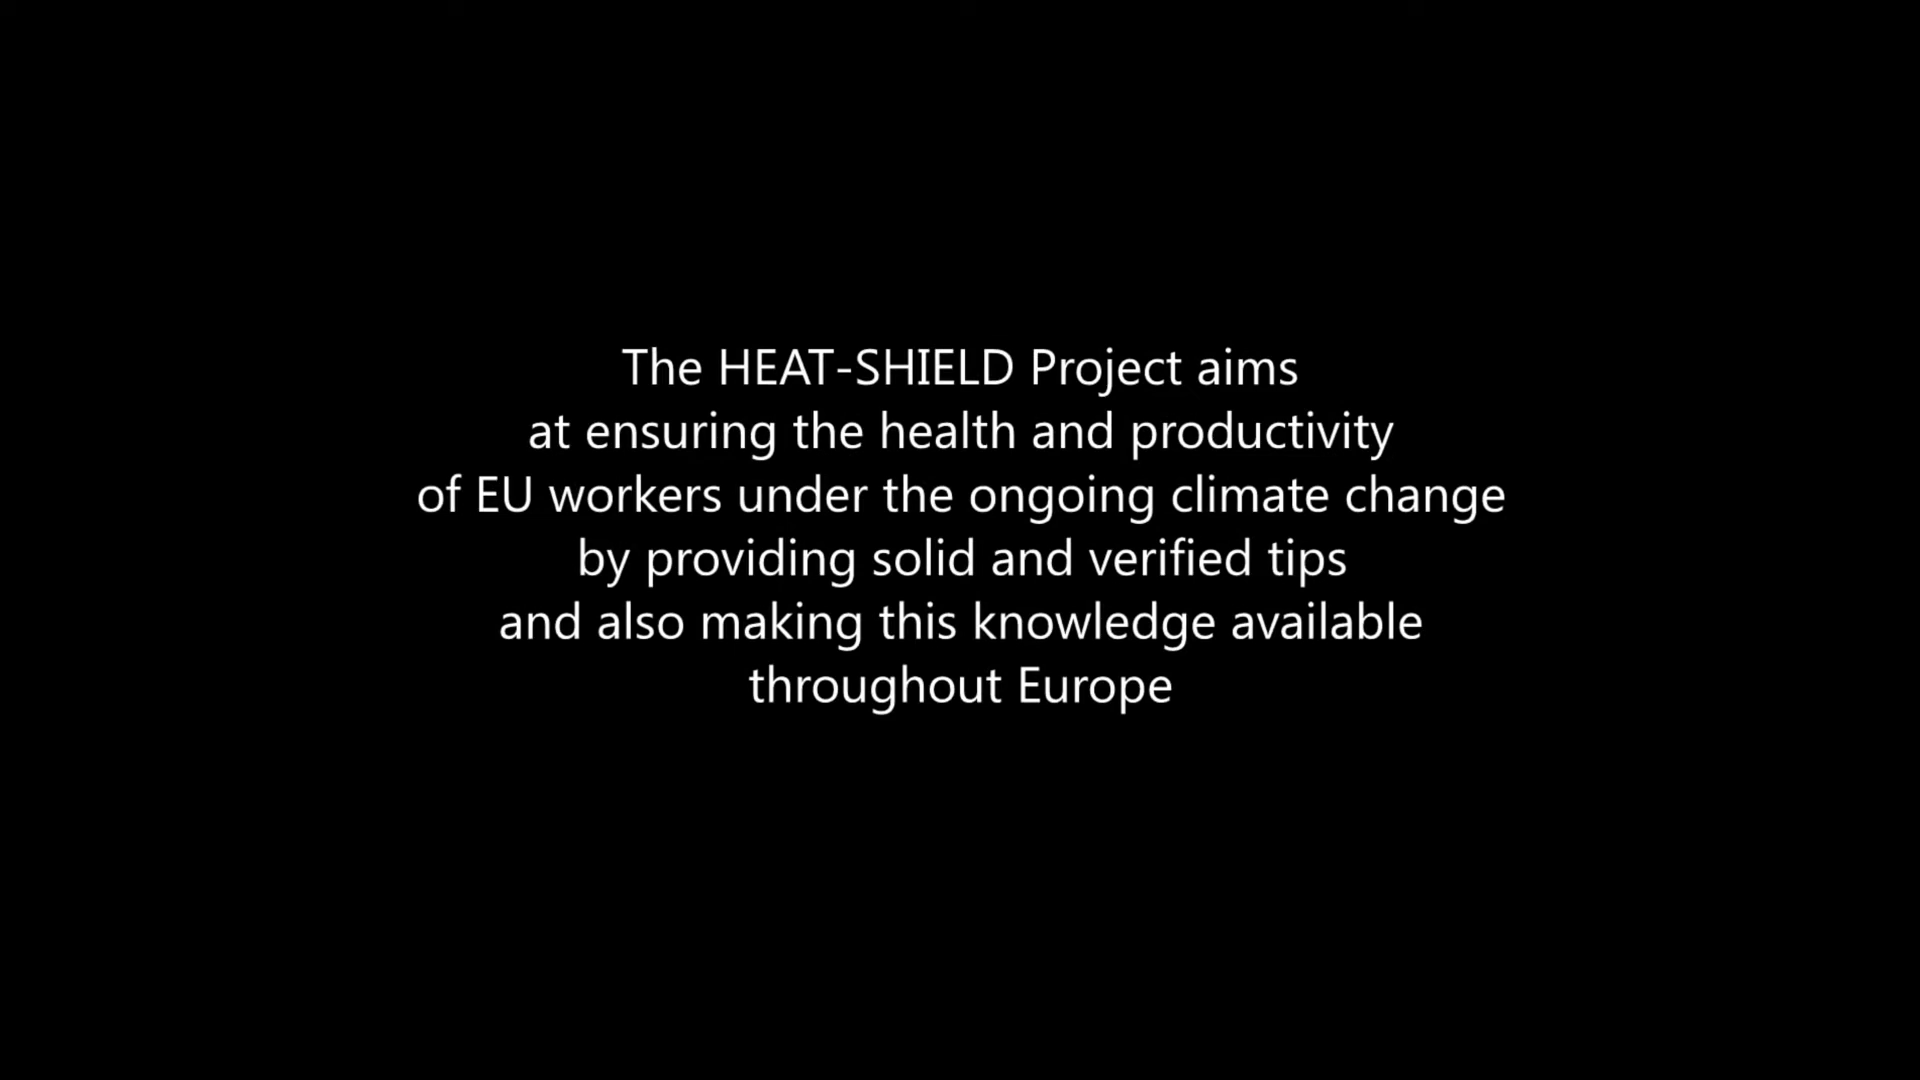 The HEAT-SHIELD Project aims
at ensuring the health and productivity
of EU workers under the ongoing climate change
by providing solid and verified tips
and also making this knowledge available
throughout Europe